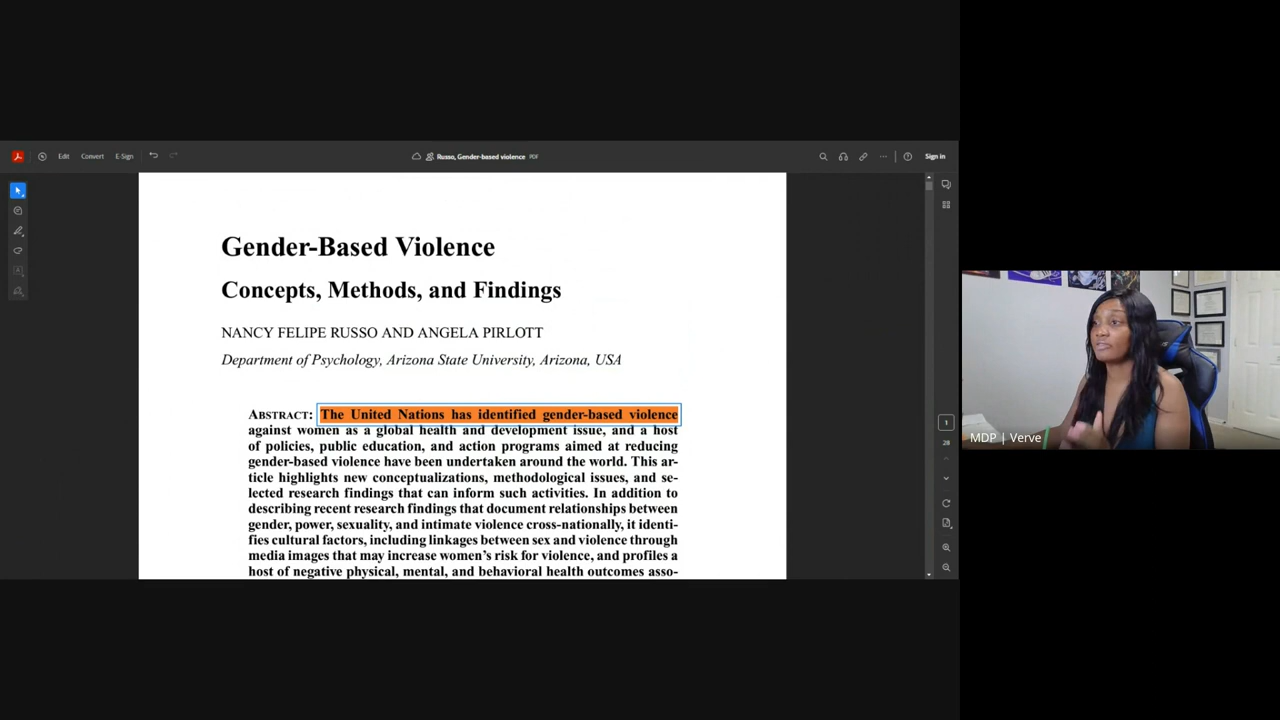 Edit Convert E-Sign Russo, Gender-based violence PDF Sign in
Gender-Based Violence
Concepts, Methods, and Findings
NANCY FELIPE RUSSO AND ANGELA PIRLOTT
Department of Psychology, Arizona State University, Arizona, USA
ABSTRACT: The United Nations has identified gender-based violence
against women as a global health and development issue, and a host
of policies, public education, and action programs aimed at reducing
gender-based violence have been undertaken around the world. This ar-
ticle highlights new conceptualizations, methodological issues, and se-
lected research findings that can inform such activities. In addition to
describing recent research findings that document relationships between
gender, power, sexuality, and intimate violence cross-nationally, it identi-
fies cultural factors, including linkages between sex and violence through
media images that may increase women's risk for violence, and profiles a
host of negative physical, mental, and behavioral health outcomes asso-
1
28
MDP | Verve